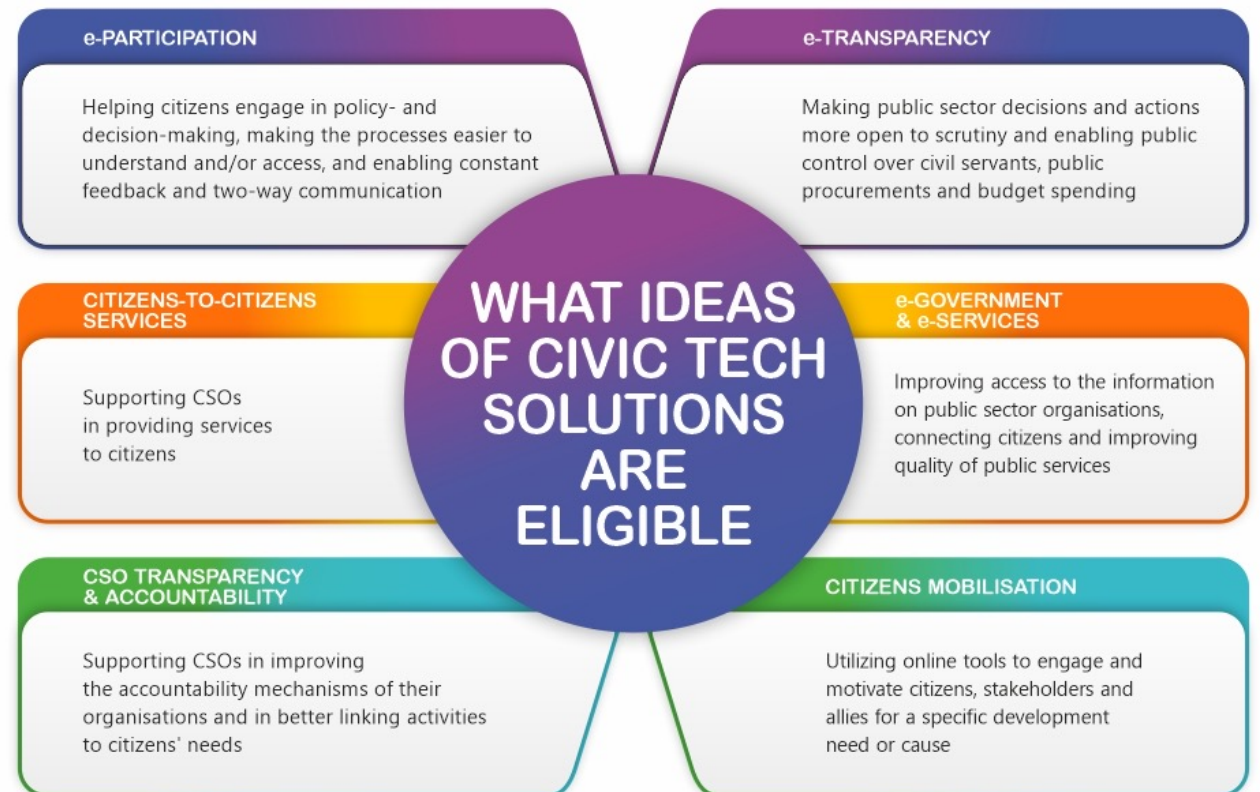 e-PARTICIPATION
Helping citizens engage in policy- and
decision-making, making the processes easier to
understand and/or access, and enabling constant
feedback and two-way communication
e-TRANSPARENCY
Making public sector decisions and actions
more open to scrutiny and enabling public
control over civil servants, public
procurements and budget spending
WHAT IDEAS
OF CIVIC TECH
SOLUTIONS
ARE
ELIGIBLE
CITIZENS-TO-CITIZENS
SERVICES
Supporting CSOs
in providing services
to citizens
e-GOVERNMENT
& e-SERVICES
Improving access to the information
on public sector organisations,
connecting citizens and improving
quality of public services
CSO TRANSPARENCY
& ACCOUNTABILITY
Supporting CSOs in improving
the accountability mechanisms of their
organisations and in better linking activities
to citizens' needs
CITIZENS MOBILISATION
Utilizing online tools to engage and
motivate citizens, stakeholders and
allies for a specific development
need or cause